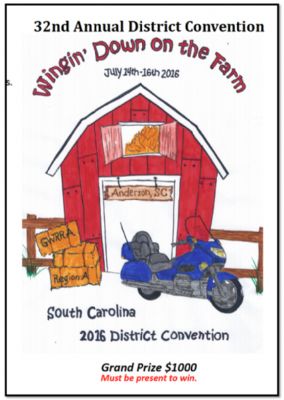 32nd Annual District Convention
Wingin' Down on the Farm
July 14th-16th 2016
s.
Anderson, SC
GWRRA
Region A
South Carolina
2016 District Convention
Grand Prize $1000
Must be present to win.